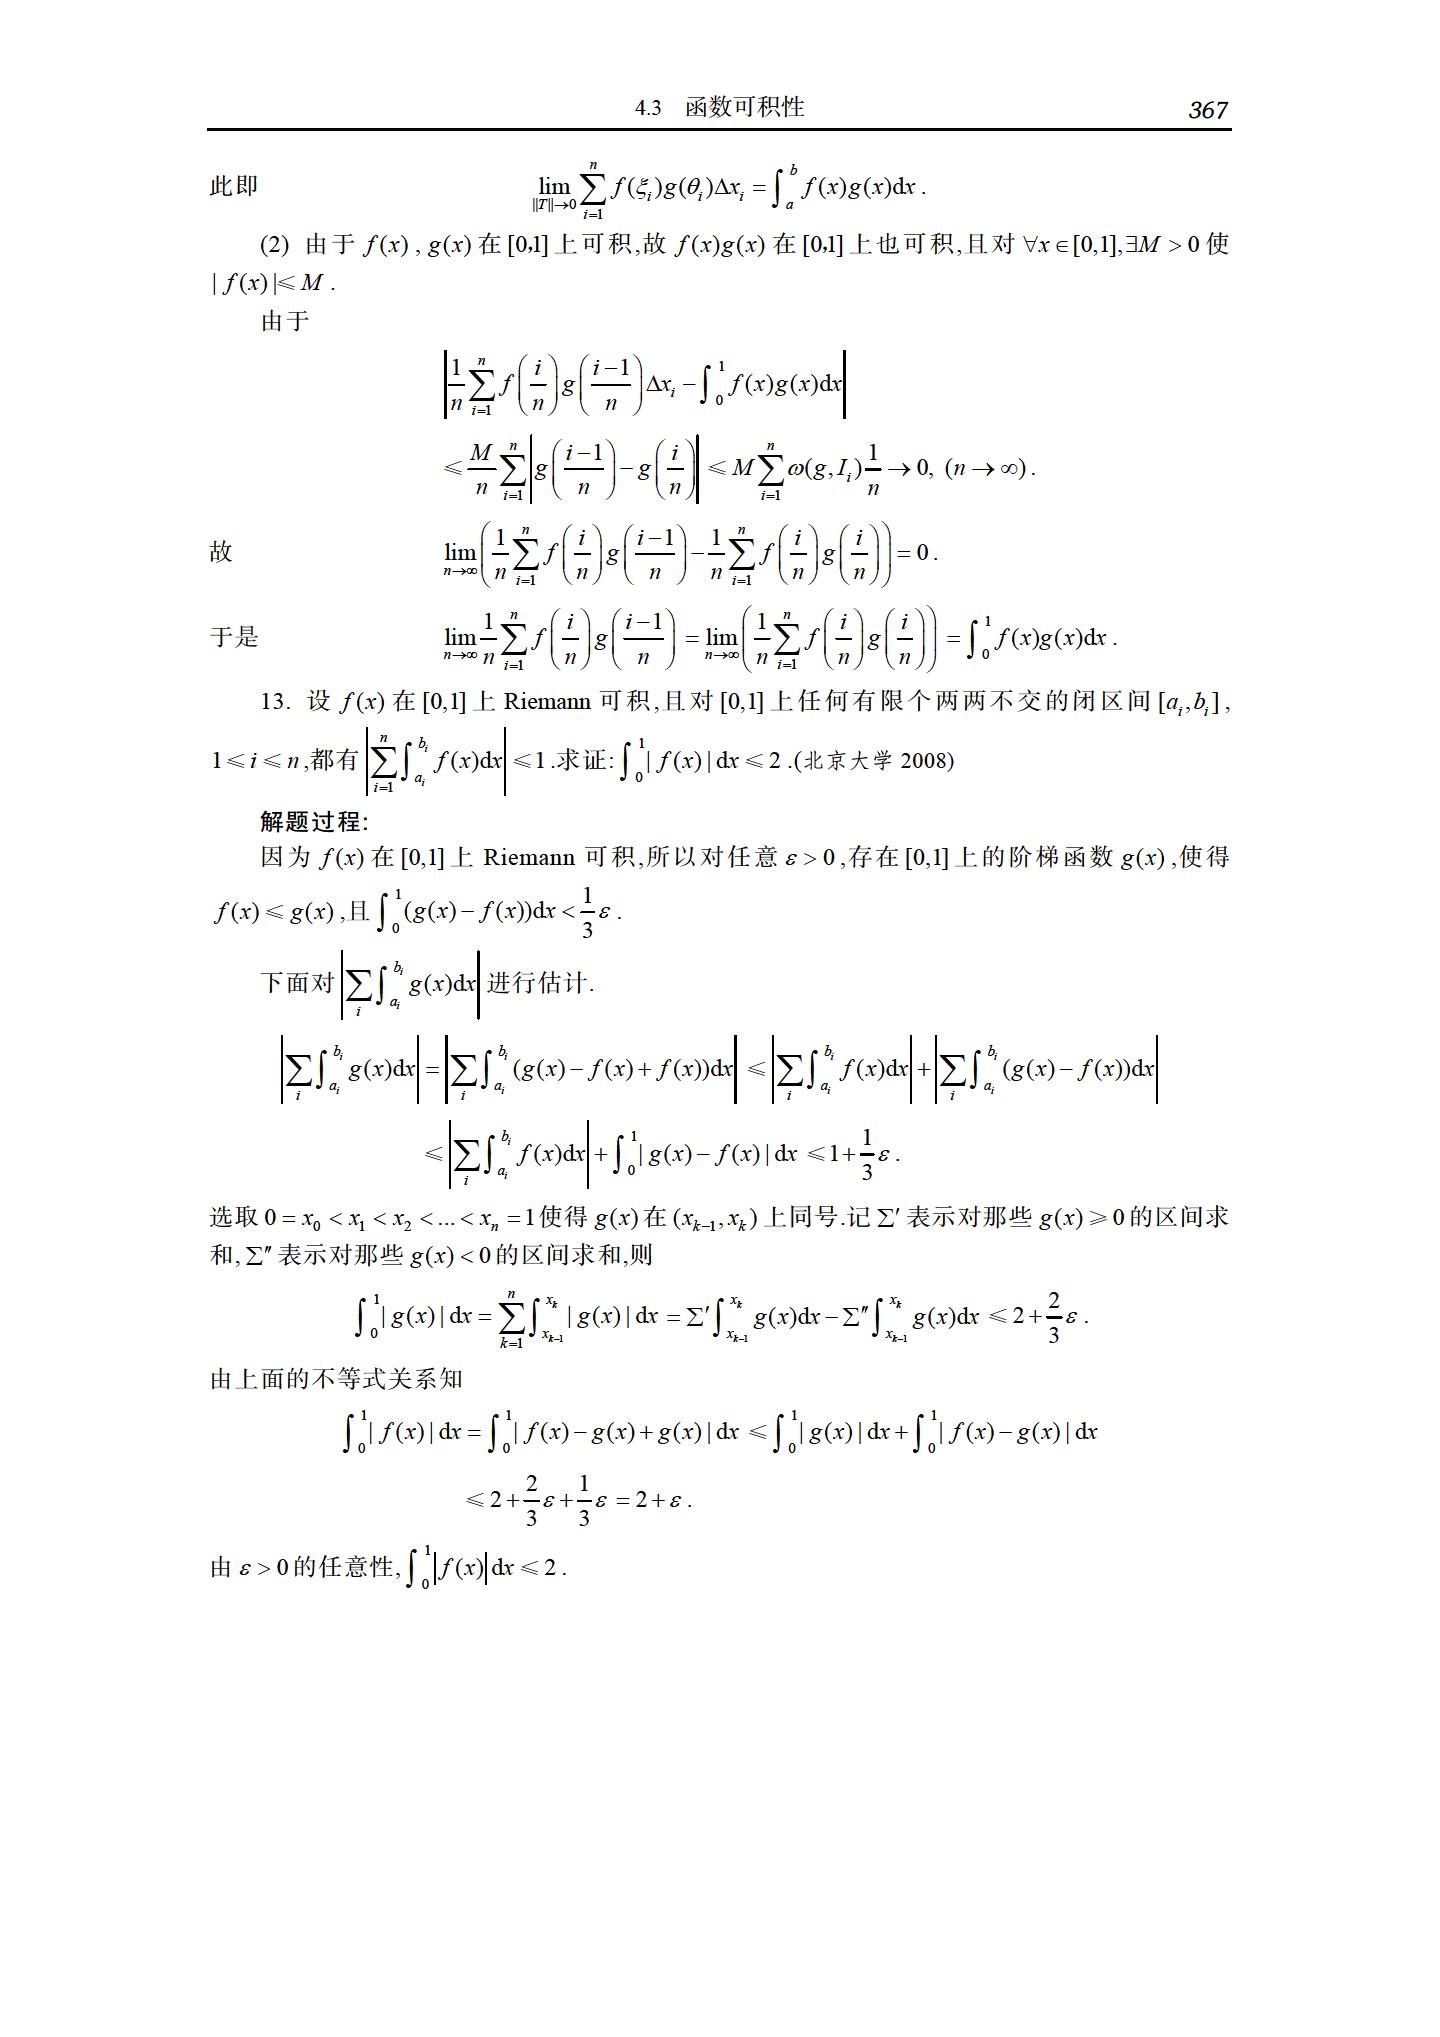 4.3 函数可积性 367
此即 $\lim_{\|T\|\to 0}\sum_{i=1}^{n} f(\xi_i)g(\theta_i)\Delta x_i = \int_a^b f(x)g(x)\mathrm{d}x$ .
(2) 由于 $f(x)$ , $g(x)$ 在 [0,1] 上可积,故 $f(x)g(x)$ 在 [0,1] 上也可积,且对 $\forall x \in [0,1], \exists M > 0$ 使
$|f(x)| \leqslant M$ .
由于
$\left|\frac{1}{n}\sum_{i=1}^{n} f\left(\frac{i}{n}\right)g\left(\frac{i-1}{n}\right)\Delta x_i - \int_0^1 f(x)g(x)\mathrm{d}x\right|$
$\leqslant \frac{M}{n}\sum_{i=1}^{n}\left|g\left(\frac{i-1}{n}\right) - g\left(\frac{i}{n}\right)\right| \leqslant M\sum_{i=1}^{n}\omega(g, I_i)\frac{1}{n} \to 0, (n \to \infty)$ .
故 $\lim_{n\to\infty}\left(\frac{1}{n}\sum_{i=1}^{n} f\left(\frac{i}{n}\right)g\left(\frac{i-1}{n}\right) - \frac{1}{n}\sum_{i=1}^{n} f\left(\frac{i}{n}\right)g\left(\frac{i}{n}\right)\right) = 0$ .
于是 $\lim_{n\to\infty}\frac{1}{n}\sum_{i=1}^{n} f\left(\frac{i}{n}\right)g\left(\frac{i-1}{n}\right) = \lim_{n\to\infty}\left(\frac{1}{n}\sum_{i=1}^{n} f\left(\frac{i}{n}\right)g\left(\frac{i}{n}\right)\right) = \int_0^1 f(x)g(x)\mathrm{d}x$ .
13. 设 $f(x)$ 在 [0,1] 上 Riemann 可积,且对 [0,1] 上任何有限个两两不交的闭区间 $[a_i, b_i]$ ,
$1 \leqslant i \leqslant n$ ,都有 $\left|\sum_{i=1}^{n}\int_{a_i}^{b_i} f(x)\mathrm{d}x\right| \leqslant 1$ .求证: $\int_0^1 |f(x)|\mathrm{d}x \leqslant 2$ .(北京大学 2008)
解题过程:
因为 $f(x)$ 在 [0,1] 上 Riemann 可积,所以对任意 $\varepsilon > 0$ ,存在 [0,1] 上的阶梯函数 $g(x)$ ,使得
$f(x) \leqslant g(x)$ ,且 $\int_0^1 (g(x) - f(x))\mathrm{d}x < \frac{1}{3}\varepsilon$ .
下面对 $\left|\sum_i \int_{a_i}^{b_i} g(x)\mathrm{d}x\right|$ 进行估计.
$\left|\sum_i \int_{a_i}^{b_i} g(x)\mathrm{d}x\right| = \left|\sum_i \int_{a_i}^{b_i} (g(x) - f(x) + f(x))\mathrm{d}x\right| \leqslant \left|\sum_i \int_{a_i}^{b_i} f(x)\mathrm{d}x\right| + \left|\sum_i \int_{a_i}^{b_i} (g(x) - f(x))\mathrm{d}x\right|$
$\leqslant \left|\sum_i \int_{a_i}^{b_i} f(x)\mathrm{d}x\right| + \int_0^1 |g(x) - f(x)|\mathrm{d}x \leqslant 1 + \frac{1}{3}\varepsilon$ .
选取 $0 = x_0 < x_1 < x_2 < ... < x_n = 1$ 使得 $g(x)$ 在 $(x_{k-1}, x_k)$ 上同号.记 $\Sigma'$ 表示对那些 $g(x) \geqslant 0$ 的区间求
和, $\Sigma''$ 表示对那些 $g(x) < 0$ 的区间求和,则
$\int_0^1 |g(x)|\mathrm{d}x = \sum_{k=1}^{n}\int_{x_{k-1}}^{x_k} |g(x)|\mathrm{d}x = \Sigma'\int_{x_{k-1}}^{x_k} g(x)\mathrm{d}x - \Sigma''\int_{x_{k-1}}^{x_k} g(x)\mathrm{d}x \leqslant 2 + \frac{2}{3}\varepsilon$ .
由上面的不等式关系知
$\int_0^1 |f(x)|\mathrm{d}x = \int_0^1 |f(x) - g(x) + g(x)|\mathrm{d}x \leqslant \int_0^1 |g(x)|\mathrm{d}x + \int_0^1 |f(x) - g(x)|\mathrm{d}x$
$\leqslant 2 + \frac{2}{3}\varepsilon + \frac{1}{3}\varepsilon = 2 + \varepsilon$ .
由 $\varepsilon > 0$ 的任意性, $\int_0^1 |f(x)|\mathrm{d}x \leqslant 2$ .